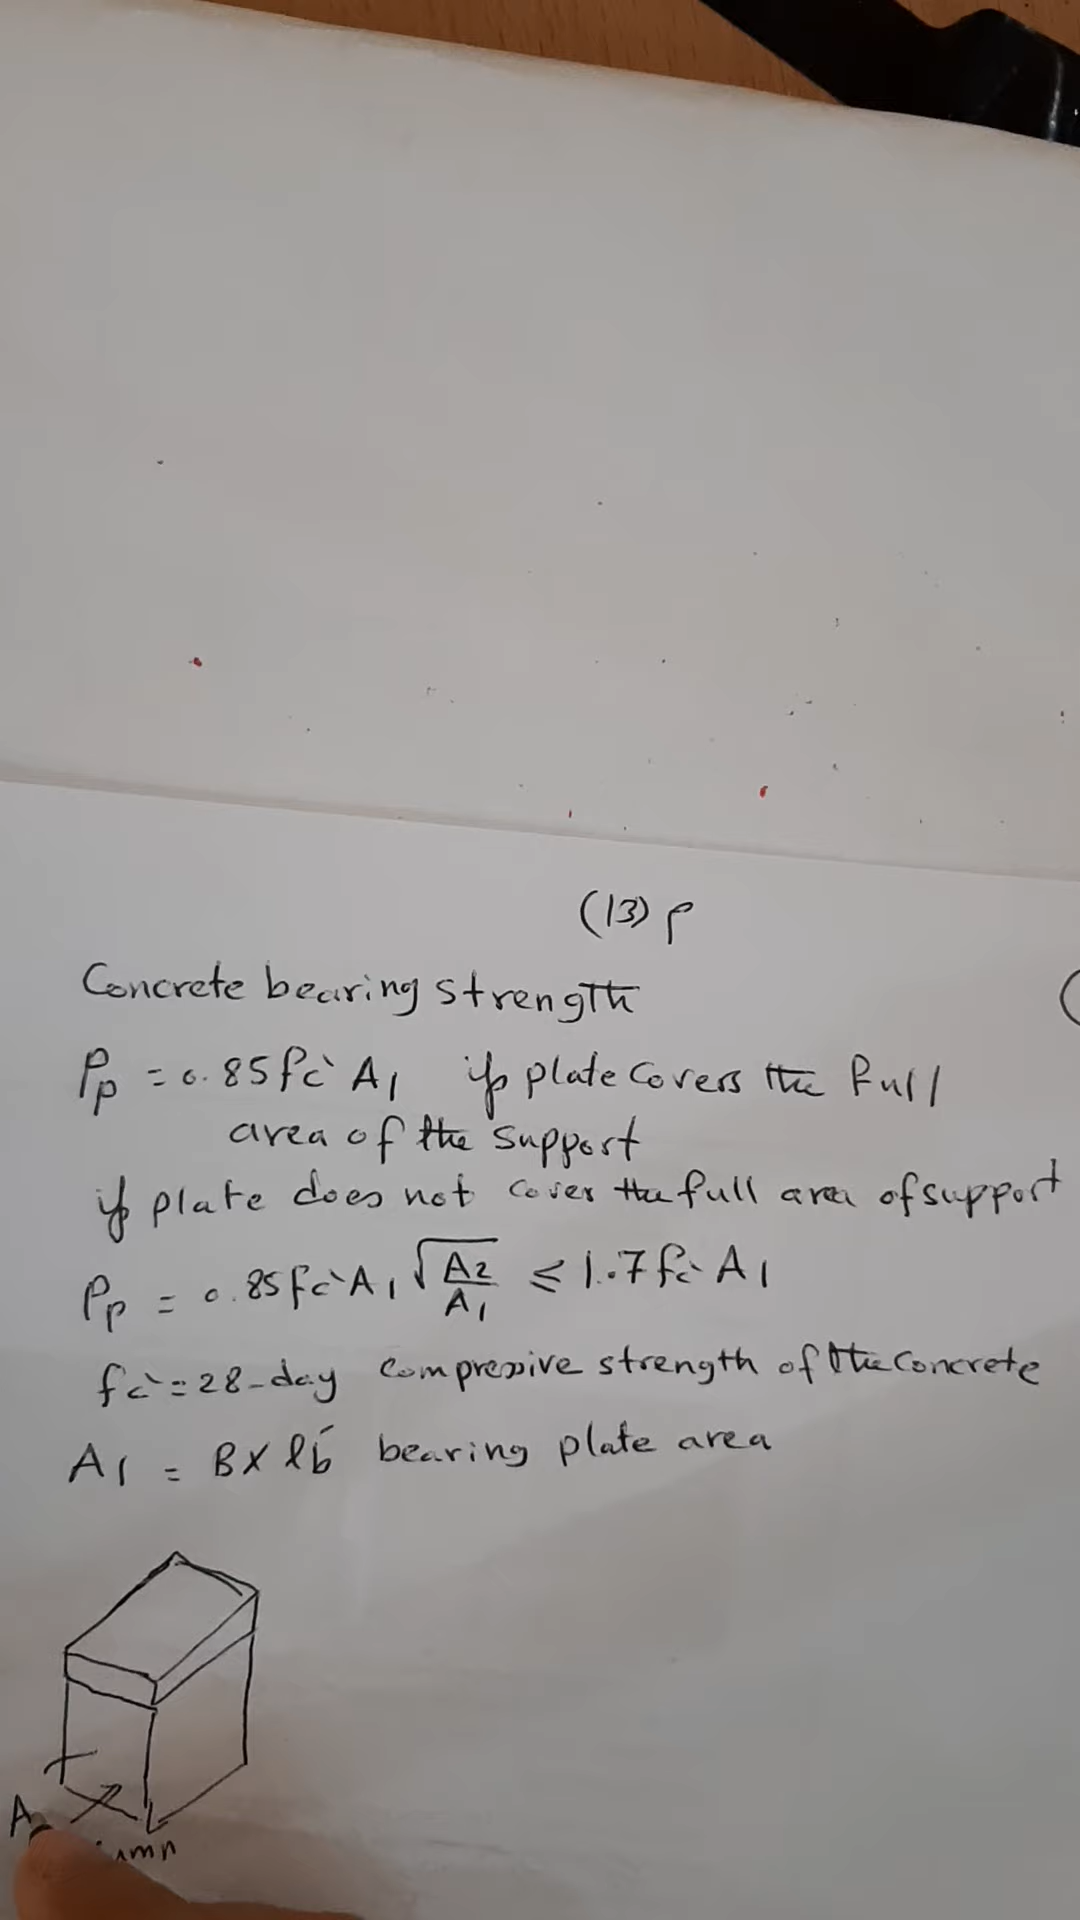 (13) P
Concrete bearing strength
Pp = 0.85 fc' A1 if plate covers the full
area of the support
if plate does not cover the full area of support
Pp = 0.85 fc' A1 √(A2/A1) ≤ 1.7 fc' A1
fc' = 28-day compressive strength of the concrete
A1 = B x lb bearing plate area
A